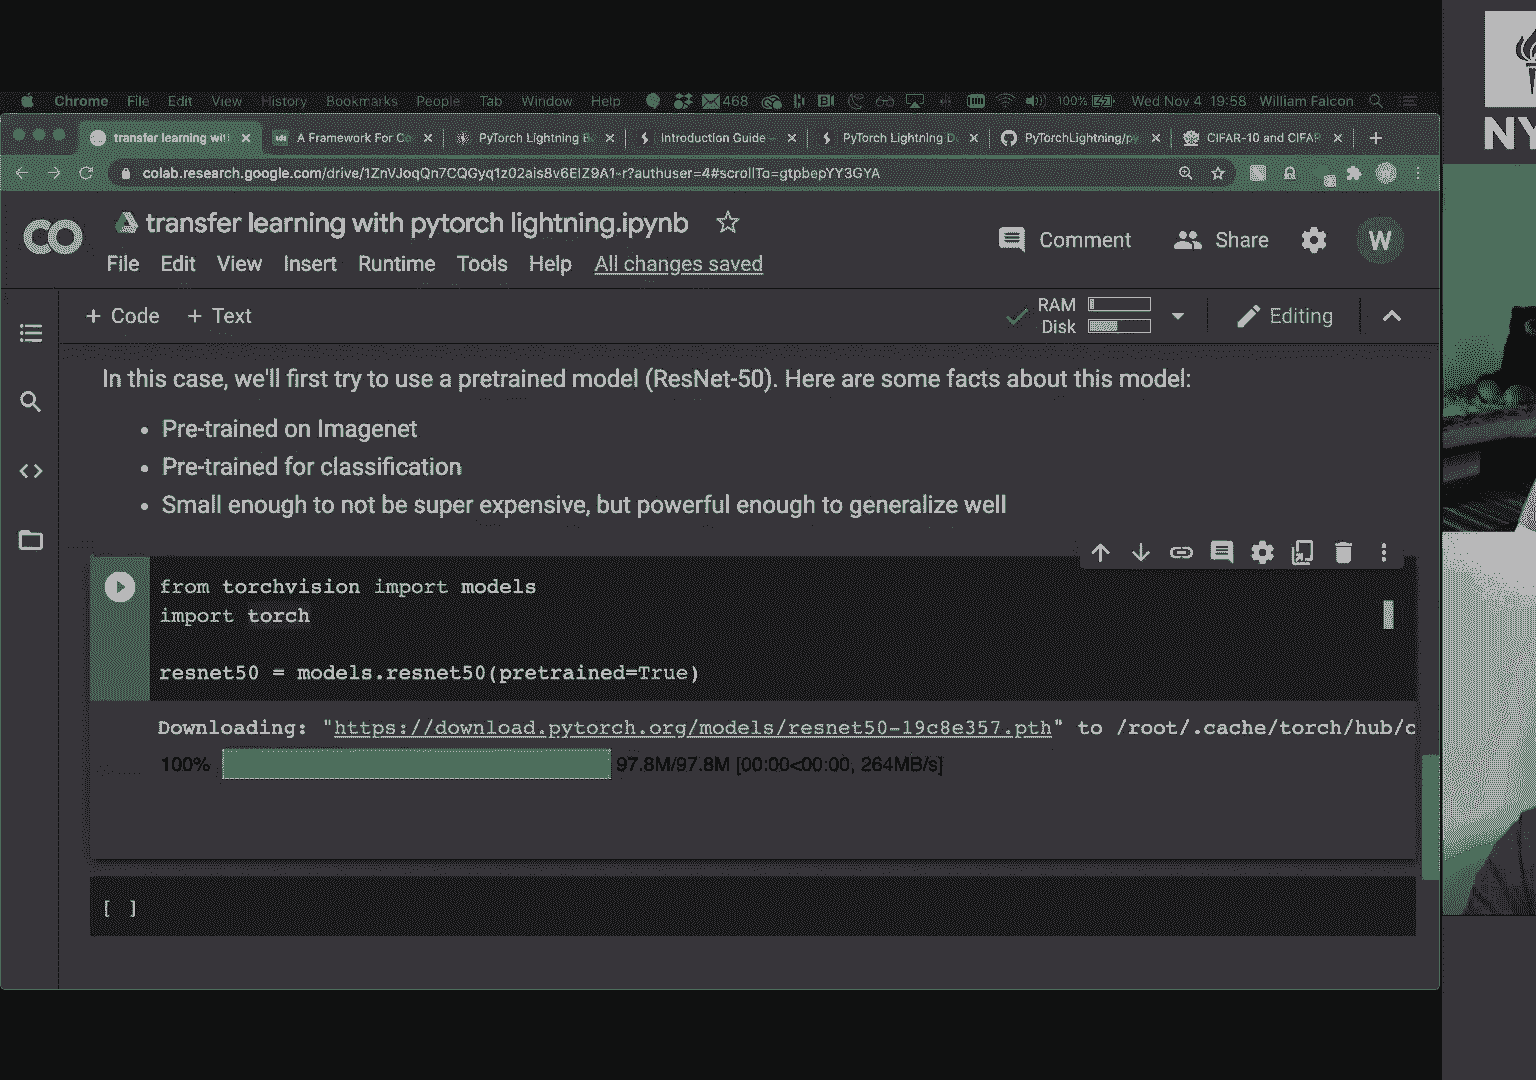 Chrome File Edit View History Bookmarks People Tab Window Help 468 100% Wed Nov 4 19:58 William Falcon
transfer learning wit A Framework For Co PyTorch Lightning B Introduction Guide — PyTorch Lightning D PyTorchLightning/py CIFAR-10 and CIFAR
colab.research.google.com/drive/1ZnVJoqQn7CQGyq1z02ais8v6EIZ9A1-r?authuser=4#scrollTo=gtpbepYY3GYA
NY
CO transfer learning with pytorch lightning.ipynb
Comment Share W
File Edit View Insert Runtime Tools Help All changes saved
+ Code + Text RAM Disk Editing
In this case, we'll first try to use a pretrained model (ResNet-50). Here are some facts about this model:
• Pre-trained on Imagenet
• Pre-trained for classification
• Small enough to not be super expensive, but powerful enough to generalize well
from torchvision import models
import torch
resnet50 = models.resnet50(pretrained=True)
Downloading: "https://download.pytorch.org/models/resnet50-19c8e357.pth" to /root/.cache/torch/hub/c
100% 97.8M/97.8M [00:00<00:00, 264MB/s]
[ ]